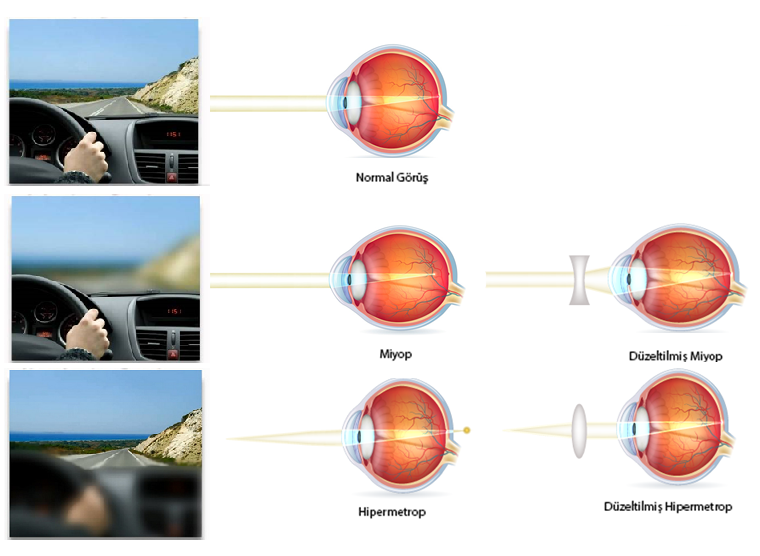 Normal Görüş
Miyop
Düzeltilmiş Miyop
Hipermetrop
Düzeltilmiş Hipermetrop